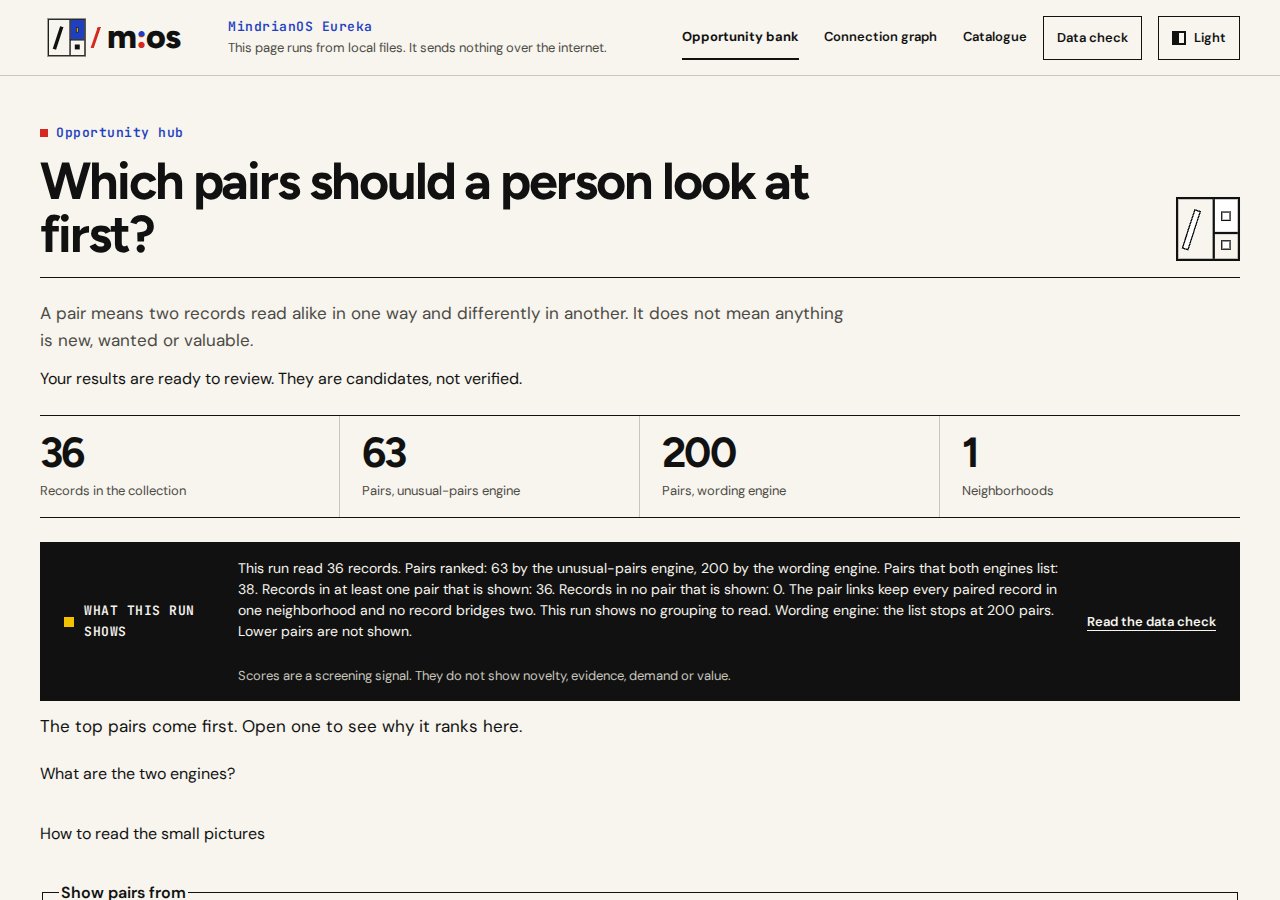 / m:os
MindrianOS Eureka
This page runs from local files. It sends nothing over the internet.
Opportunity bank
Connection graph
Catalogue
Data check
Light
Opportunity hub
Which pairs should a person look at
first?
A pair means two records read alike in one way and differently in another. It does not mean anything
is new, wanted or valuable.
Your results are ready to review. They are candidates, not verified.
36
Records in the collection
63
Pairs, unusual-pairs engine
200
Pairs, wording engine
1
Neighborhoods
WHAT THIS RUN
SHOWS
This run read 36 records. Pairs ranked: 63 by the unusual-pairs engine, 200 by the wording engine. Pairs that both engines list:
38. Records in at least one pair that is shown: 36. Records in no pair that is shown: 0. The pair links keep every paired record in
one neighborhood and no record bridges two. This run shows no grouping to read. Wording engine: the list stops at 200 pairs.
Lower pairs are not shown.
Scores are a screening signal. They do not show novelty, evidence, demand or value.
Read the data check
The top pairs come first. Open one to see why it ranks here.
What are the two engines?
How to read the small pictures
Show pairs from